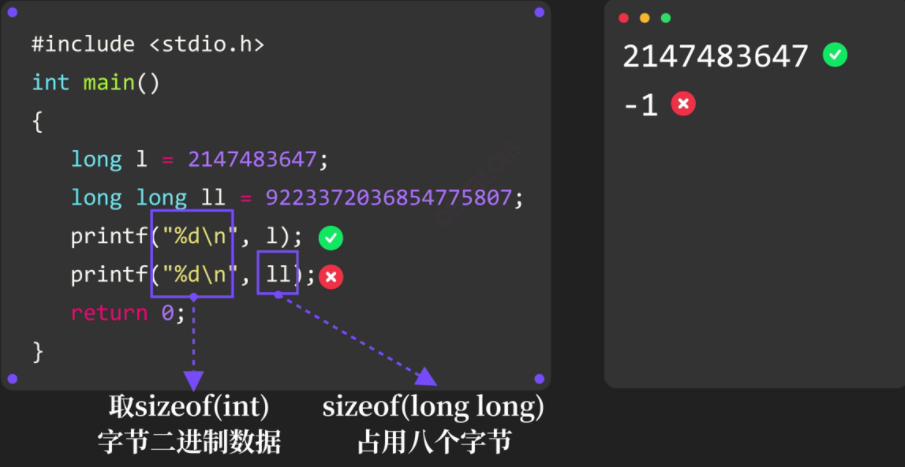 #include <stdio.h>
int main()
{
long l = 2147483647;
long long ll = 9223372036854775807;
printf("%d\n", l);
printf("%d\n", ll);
return 0;
}
取sizeof(int)
字节二进制数据
sizeof(long long)
占用八个字节
2147483647
-1